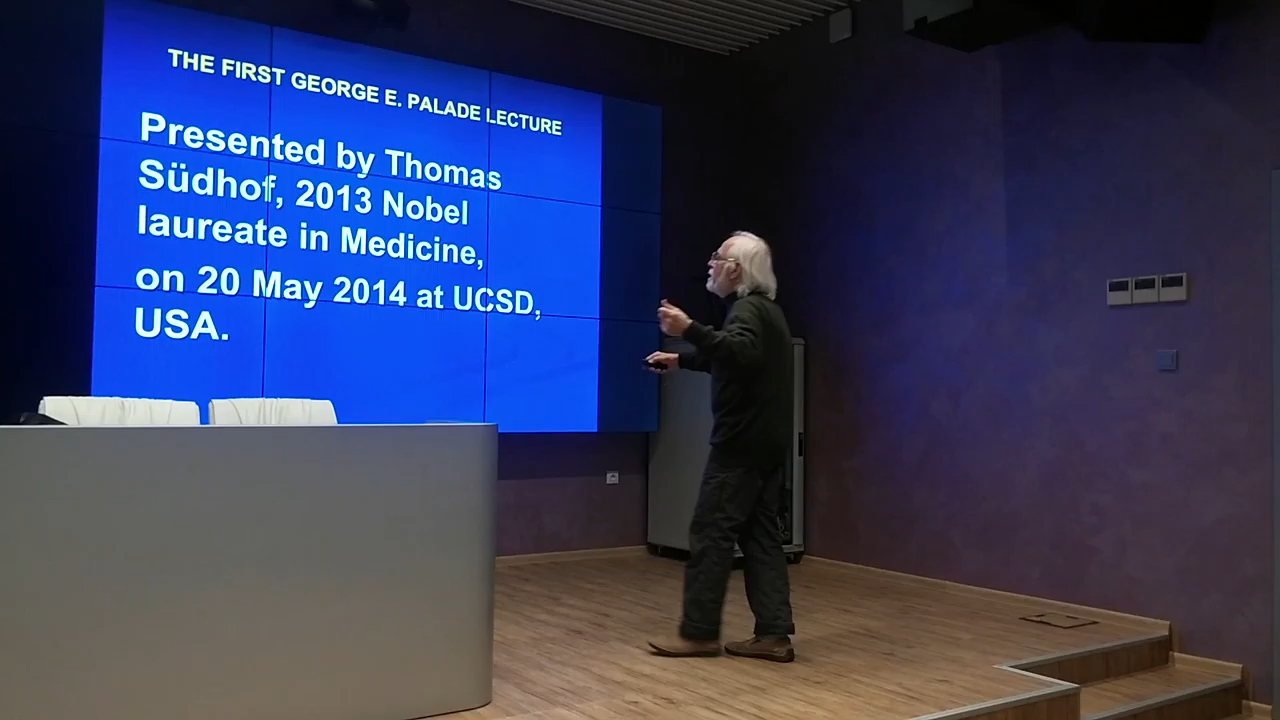 THE FIRST GEORGE E. PALADE LECTURE
Presented by Thomas
Südhof, 2013 Nobel
laureate in Medicine,
on 20 May 2014 at UCSD,
USA.